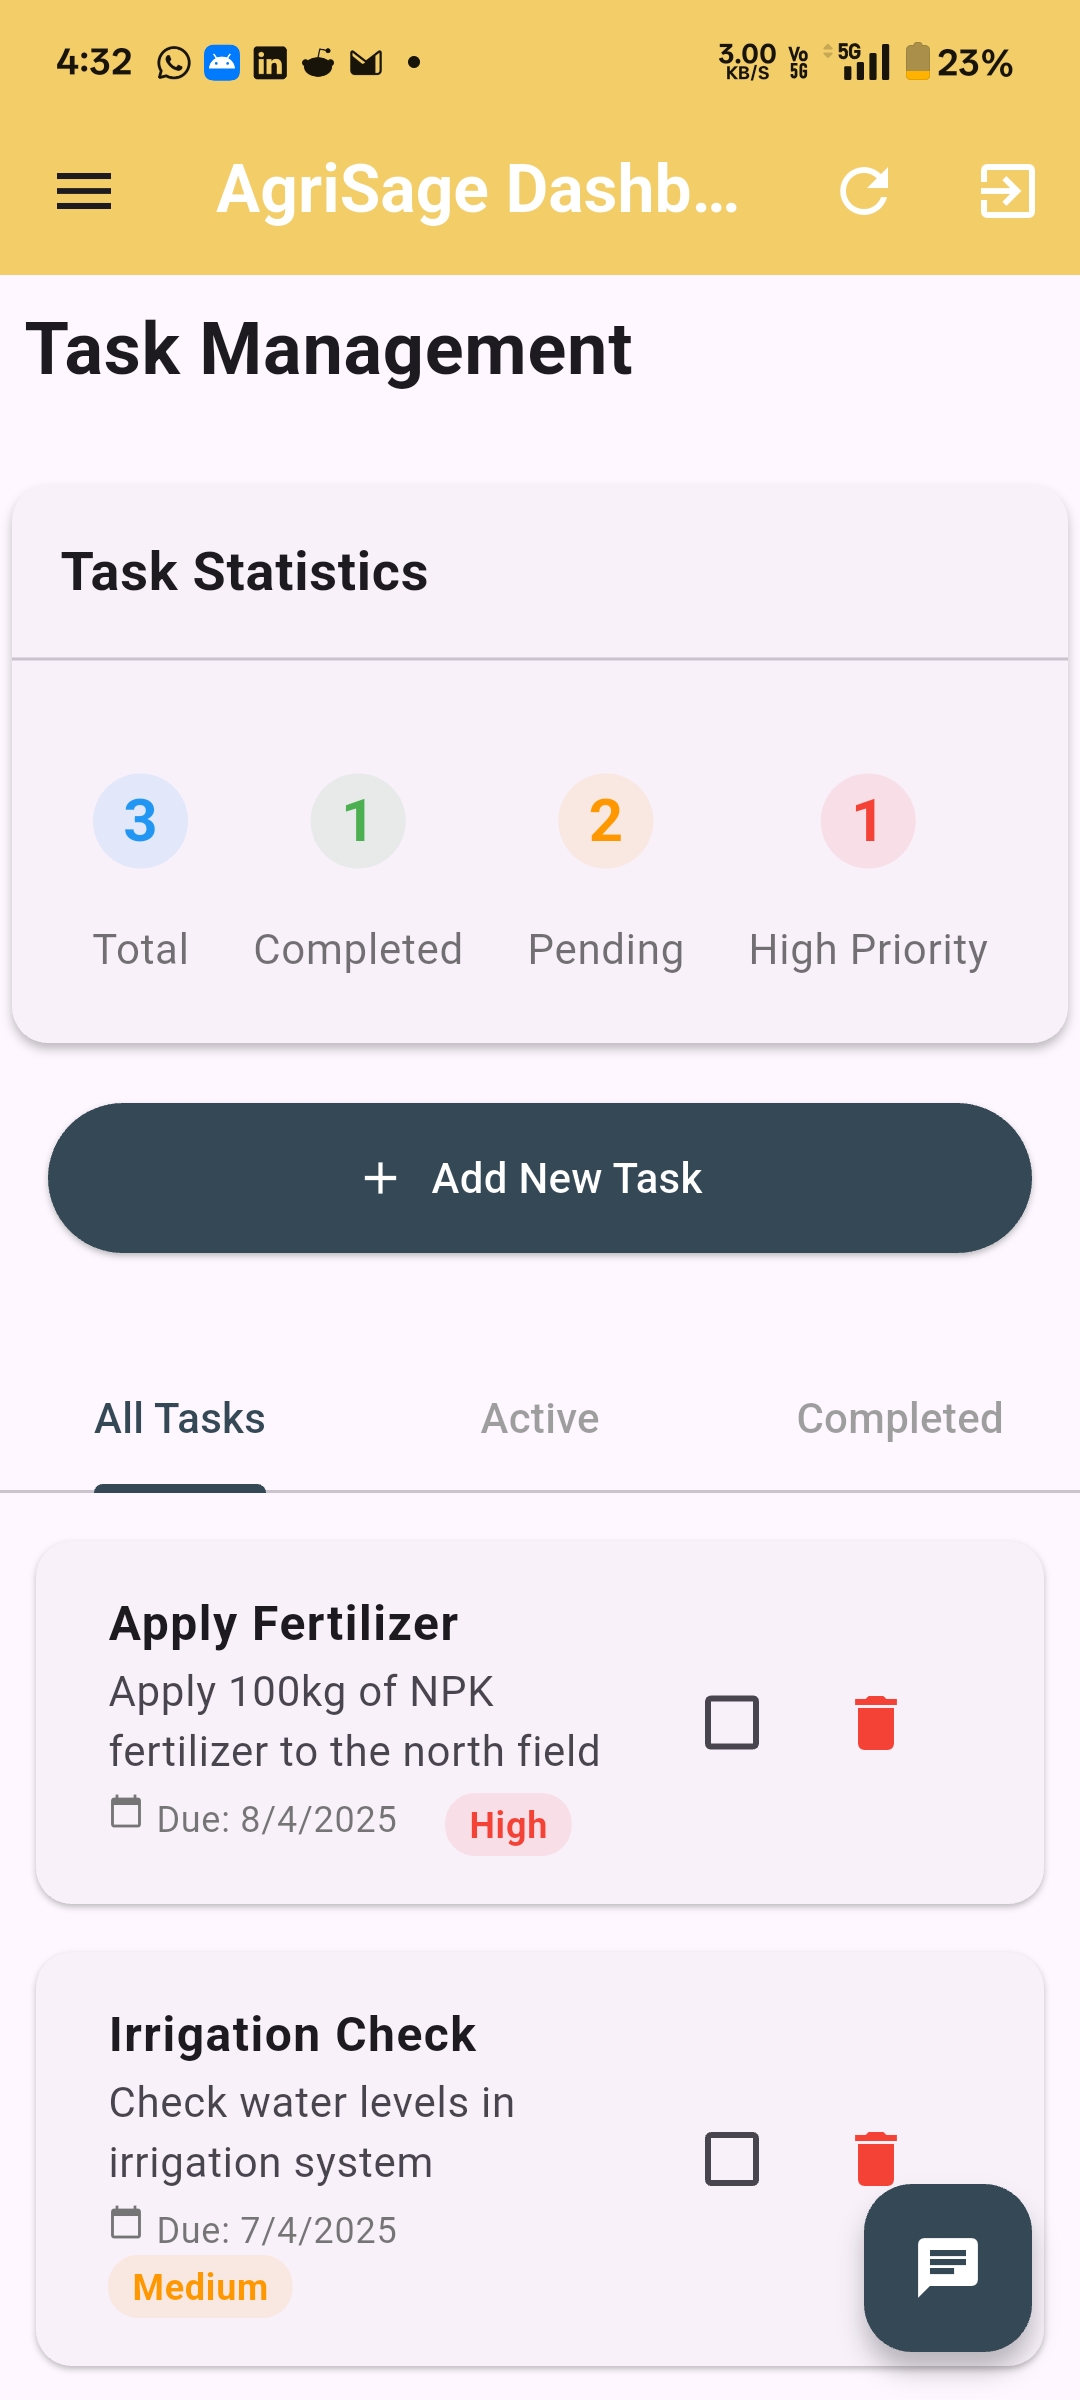 4:32
3.00
KB/S
Vo
5G
5G
23%
AgriSage Dashb...
Task Management
Task Statistics
3
1
2
1
Total
Completed
Pending
High Priority
+ Add New Task
All Tasks
Active
Completed
Apply Fertilizer
Apply 100kg of NPK
fertilizer to the north field
Due: 8/4/2025
High
Irrigation Check
Check water levels in
irrigation system
Due: 7/4/2025
Medium